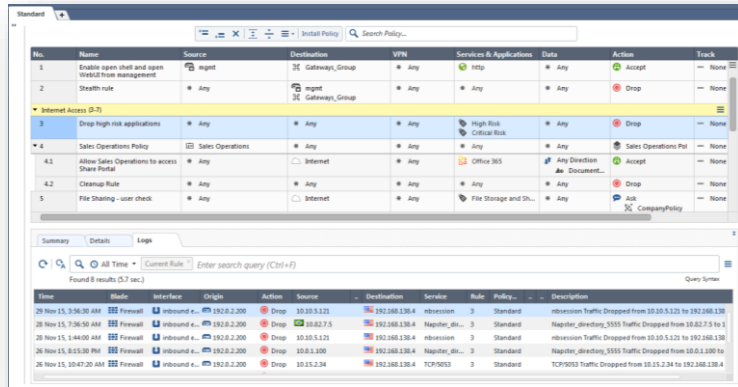 Standard
Install Policy Search Policy...
No. Name Source Destination VPN Services & Applications Data Action Track
1 Enable open shell and open WebUI from management mgmt Gateways_Group Any http Any Accept None
2 Stealth rule Any mgmt Any Any Any Drop None
Gateways_Group
Internet Access (3-7)
3 Drop high risk applications Any Any Any High Risk Any Drop None
Critical Risk
4 Sales Operations Policy Sales Operations Any Any Any Any Sales Operations Pol None
4.1 Allow Sales Operations to access Share Portal Any Internet Any Office 365 Any Direction Accept None
Document...
4.2 Cleanup Rule Any Any Any Any Any Drop None
5 File Sharing - user check Any Internet Any File Storage and Sh... Any Ask None
CompanyPolicy
Summary Details Logs
All Time Current Rule Enter search query (Ctrl+F)
Found 8 results (5.7 sec.) Query Syntax
Time Blade Interface Origin Action Source Destination Service Rule Policy... Description
29 Nov 15, 3:56:30 AM Firewall inbound e... 192.0.2.200 Drop 10.10.5.121 192.168.138.4 nbsession 3 Standard nbsession Traffic Dropped from 10.10.5.121 to 192.168.138
28 Nov 15, 7:36:50 AM Firewall inbound e... 192.0.2.200 Drop 10.82.7.5 192.168.138.4 Napster_dir... 3 Standard Napster_directory_5555 Traffic Dropped from 10.82.7.5 to 1
28 Nov 15, 1:44:00 AM Firewall inbound e... 192.0.2.200 Drop 10.10.5.121 192.168.138.4 nbsession 3 Standard nbsession Traffic Dropped from 10.10.5.121 to 192.168.138
26 Nov 15, 8:15:30 PM Firewall inbound e... 192.0.2.200 Drop 10.0.1.100 192.168.138.4 Napster_dir... 3 Standard Napster_directory_5555 Traffic Dropped from 10.0.1.100 to
26 Nov 15, 10:47:20 AM Firewall inbound e... 192.0.2.200 Drop 10.15.2.34 192.168.138.4 TCP/5053 3 Standard TCP/5053 Traffic Dropped from 10.15.2.34 to 192.168.138.4